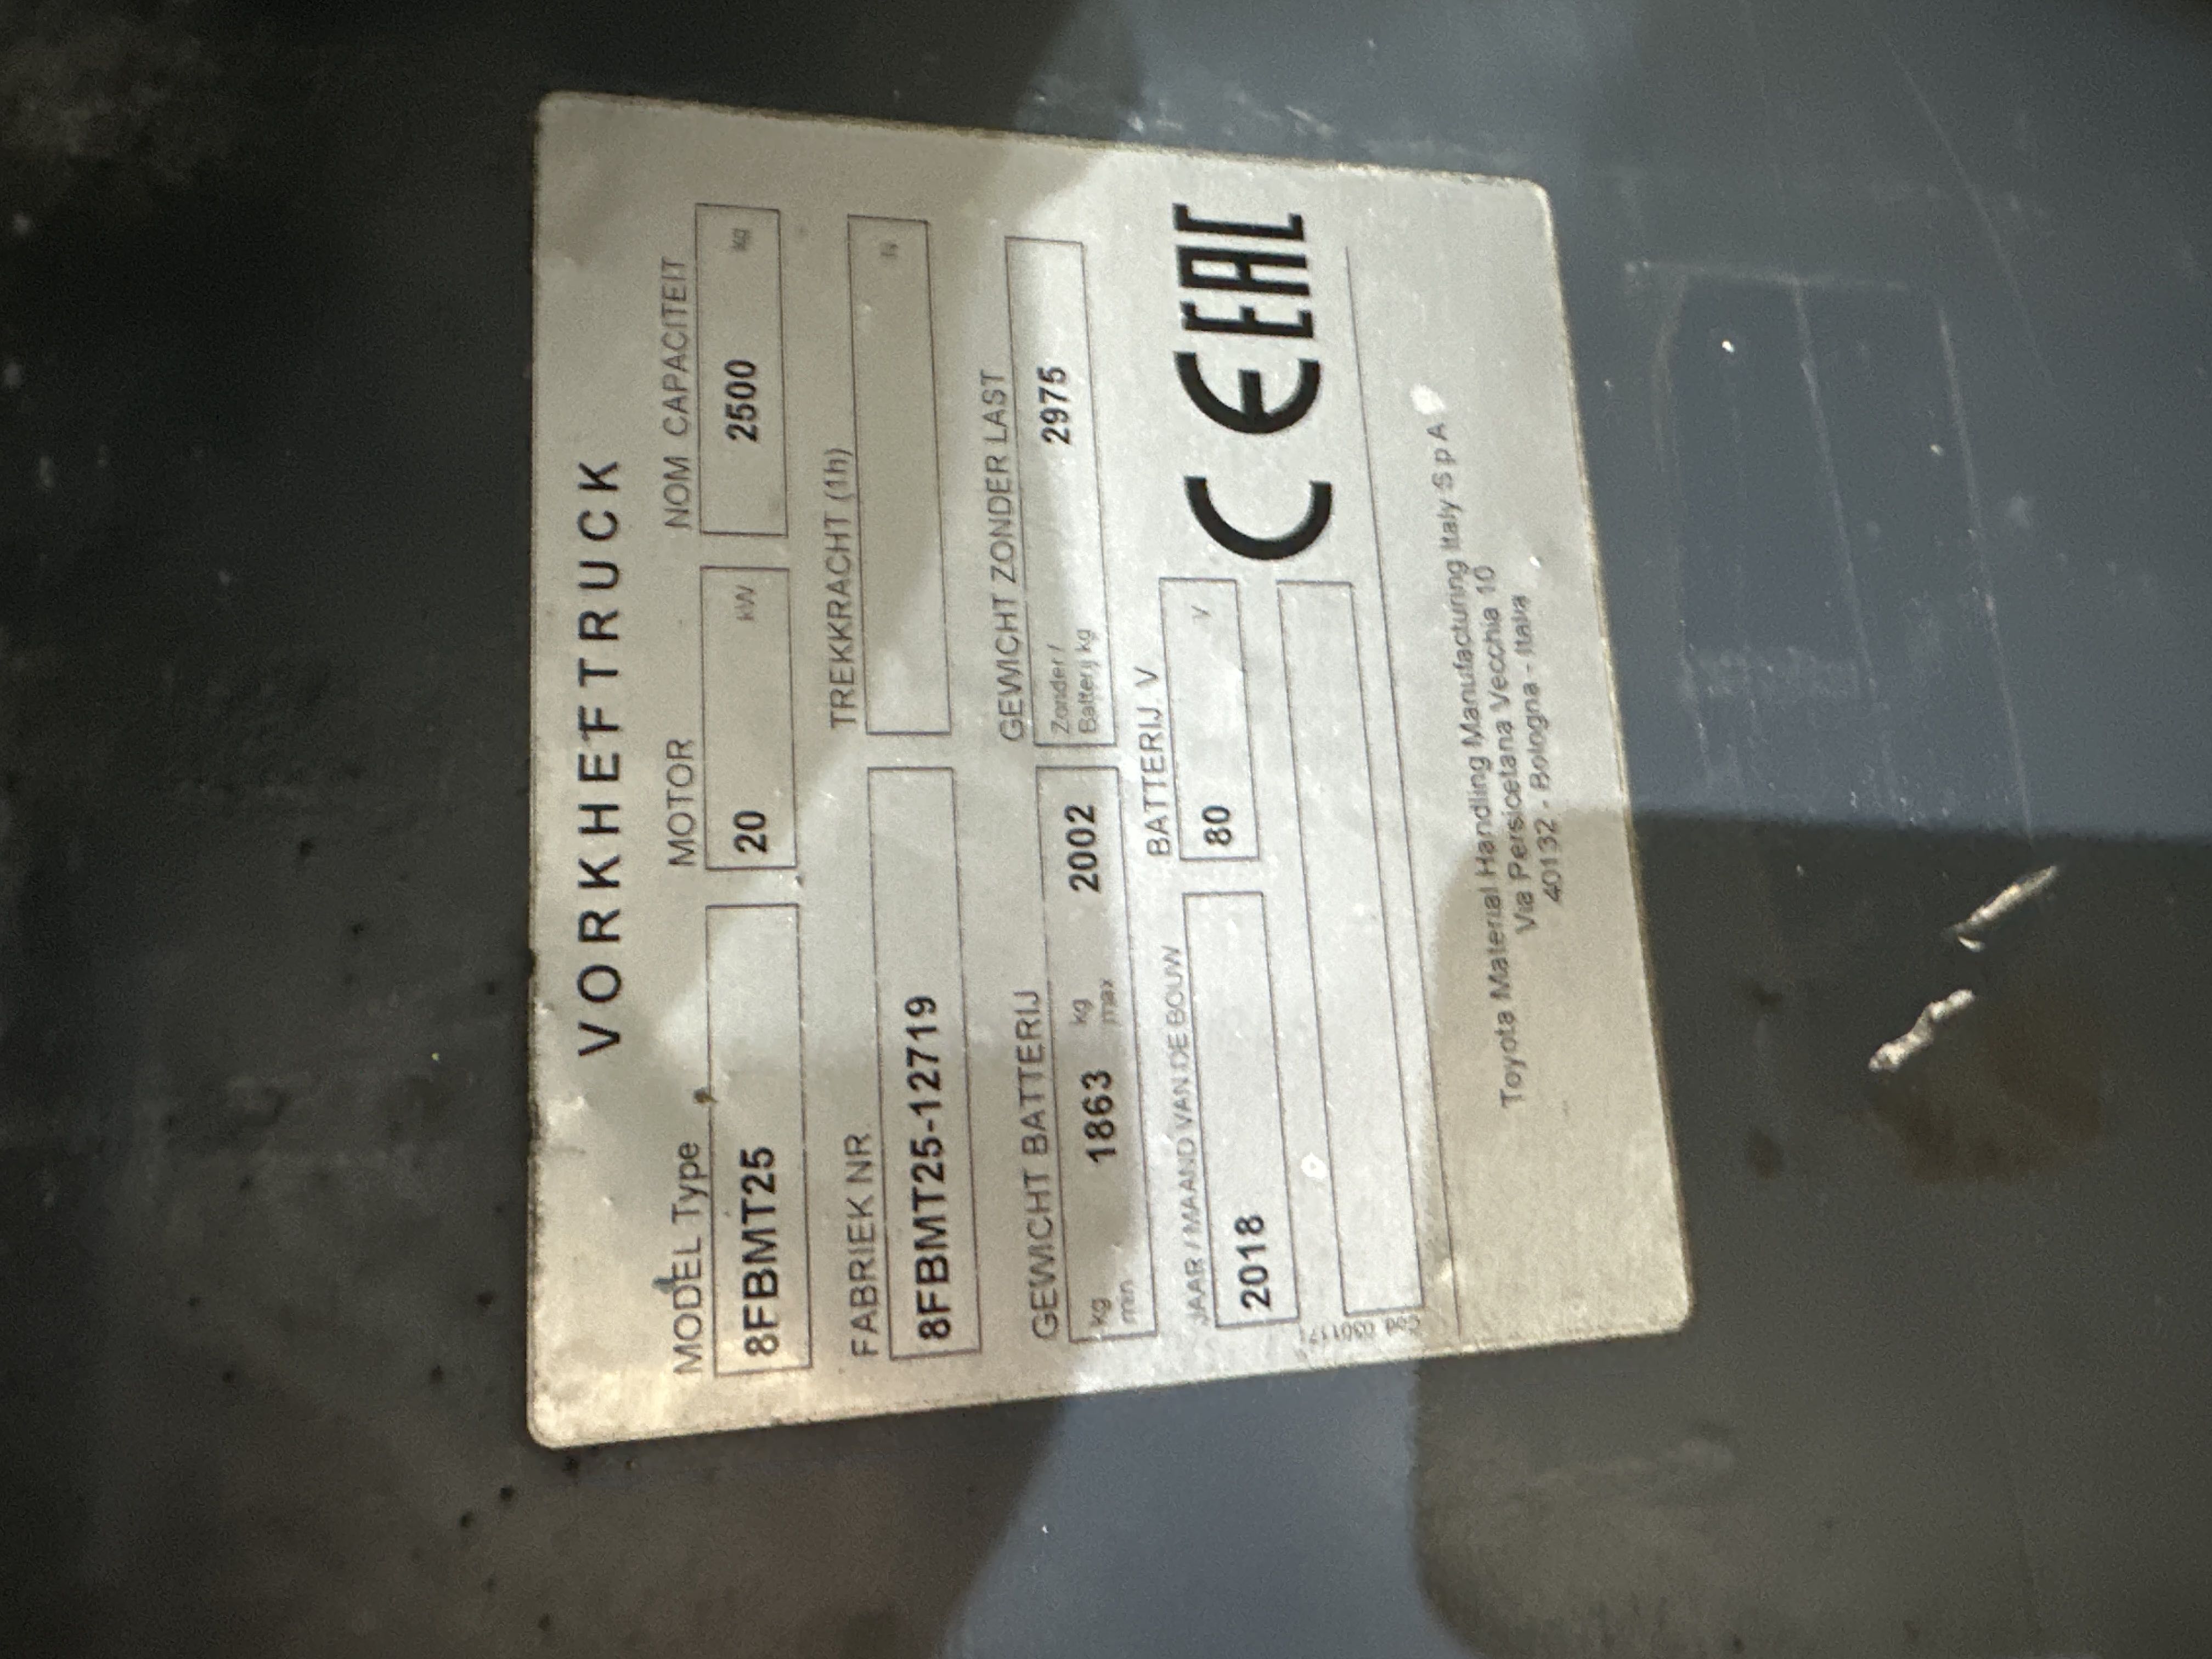 VORKHEFTRUCK
MODEL Type MOTOR NOM CAPACITEIT
8FBMT25 20 kW 2500 kg
FABRIEK NR. TREKKRACHT (1h)
8FBMT25-12719 N
GEWICHT BATTERIJ GEWICHT ZONDER LAST
kg min 1863 kg max 2002 Zonder / Batterij kg 2975
JAAR / MAAND VAN DE BOUW BATTERIJ. V
2018 80 V
CE EAC
Toyota Material Handling Manufacturing Italy S p A
Via Persicetana Vecchia 10
40132 - Bologna - Italia